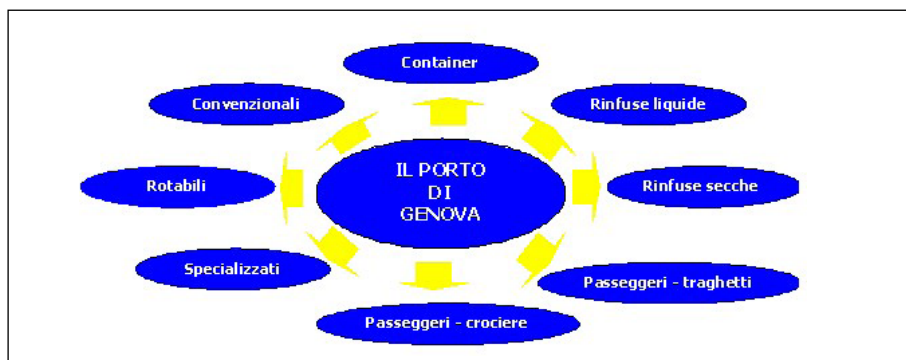 Container
Convenzionali
Rinfuse liquide
IL PORTO
DI
GENOVA
Rotabili
Rinfuse secche
Specializzati
Passeggeri - traghetti
Passeggeri - crociere